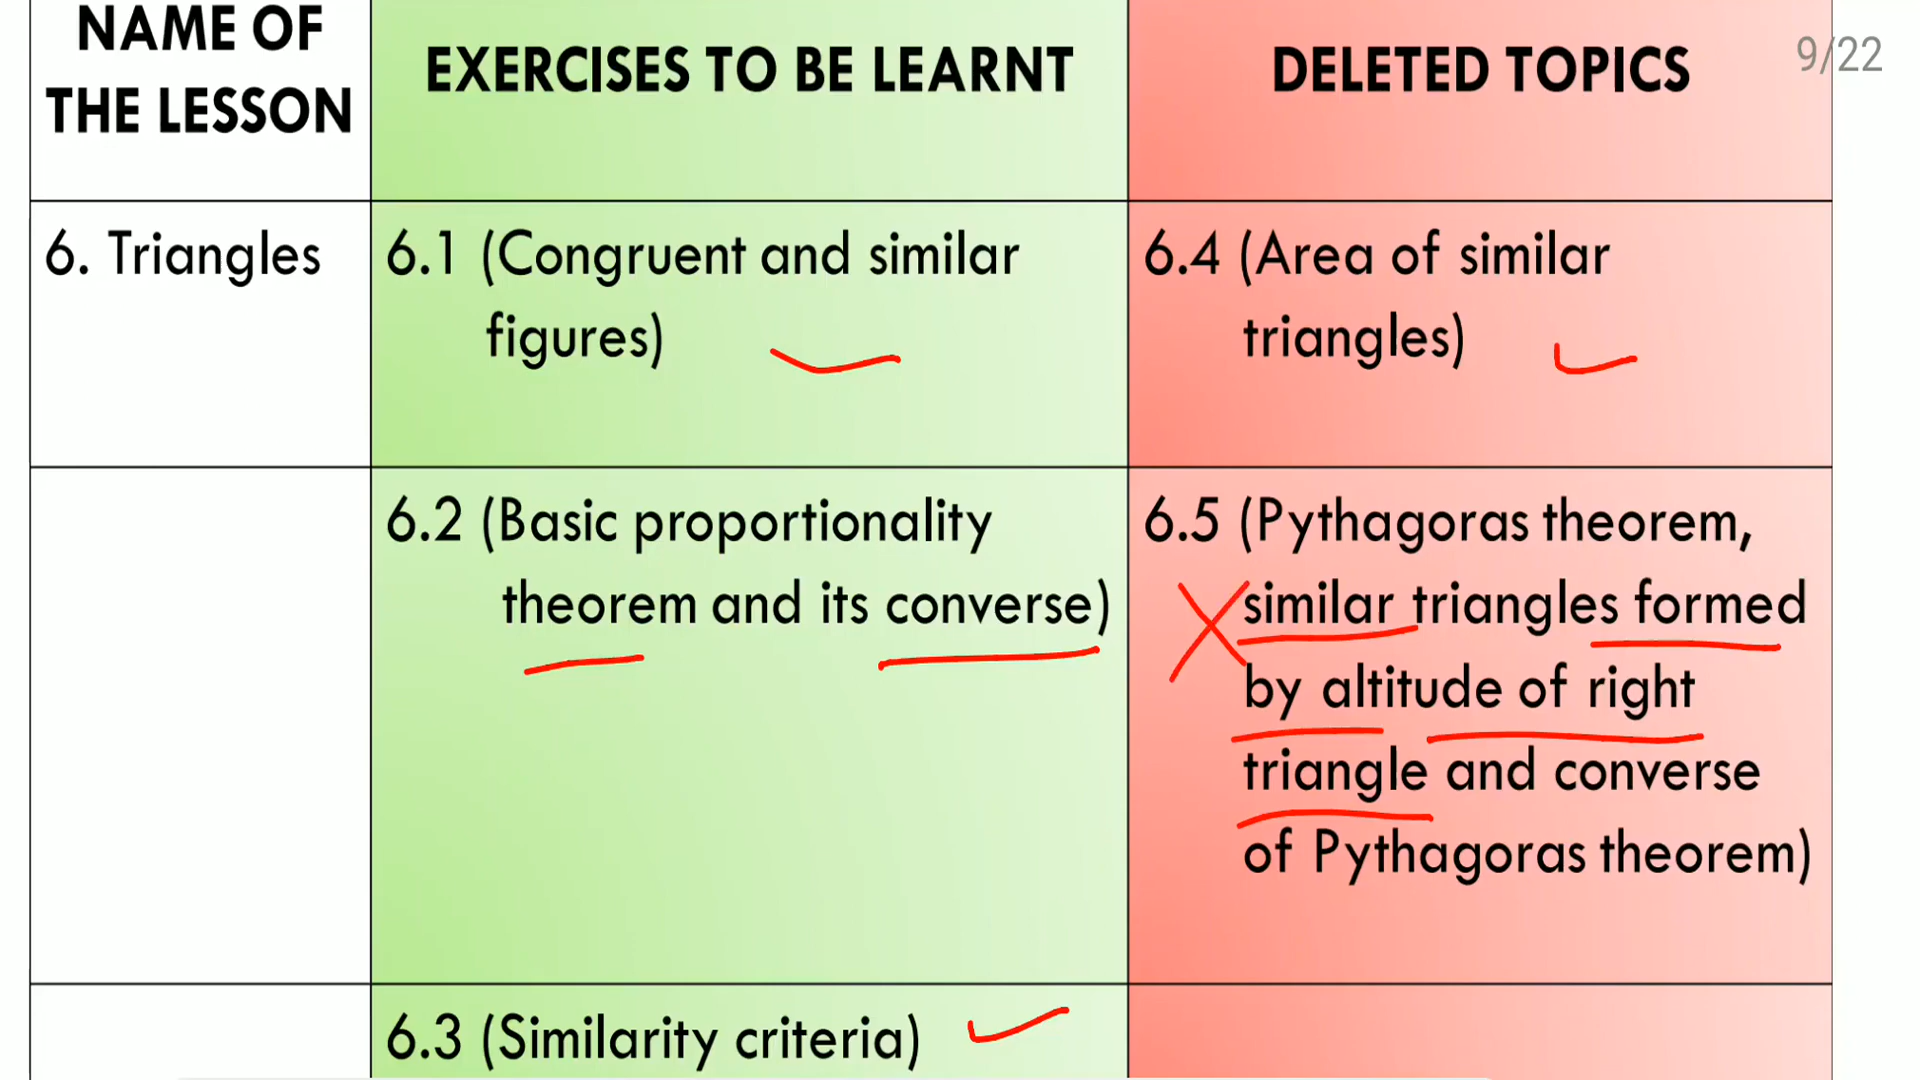 NAME OF
THE LESSON
EXERCISES TO BE LEARNT
DELETED TOPICS
9/22
6. Triangles
6.1 (Congruent and similar
figures)
6.4 (Area of similar
triangles)
6.2 (Basic proportionality
theorem and its converse)
6.5 (Pythagoras theorem,
similar triangles formed
by altitude of right
triangle and converse
of Pythagoras theorem)
6.3 (Similarity criteria)